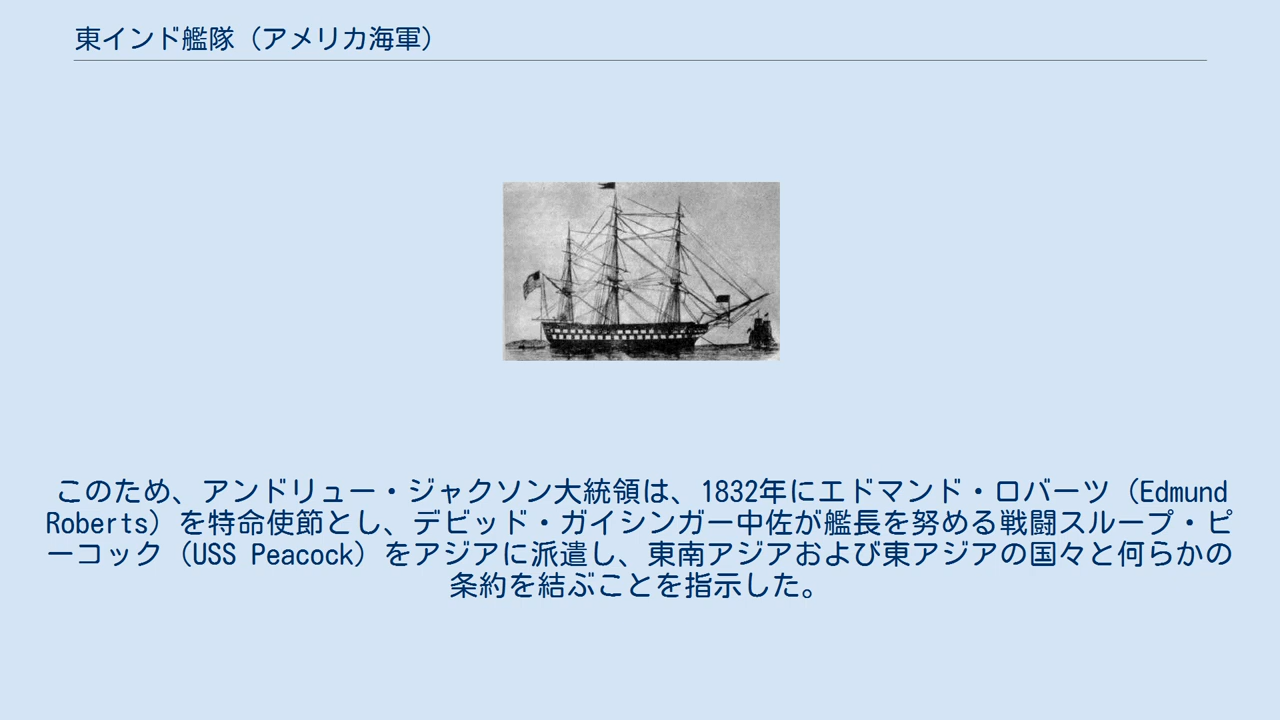 東インド艦隊（アメリカ海軍）
このため、アンドリュー・ジャクソン大統領は、1832年にエドマンド・ロバーツ（Edmund
Roberts）を特命使節とし、デビッド・ガイシンガー中佐が艦長を努める戦闘スループ・ピ
ーコック（USS Peacock）をアジアに派遣し、東南アジアおよび東アジアの国々と何らかの
条約を結ぶことを指示した。